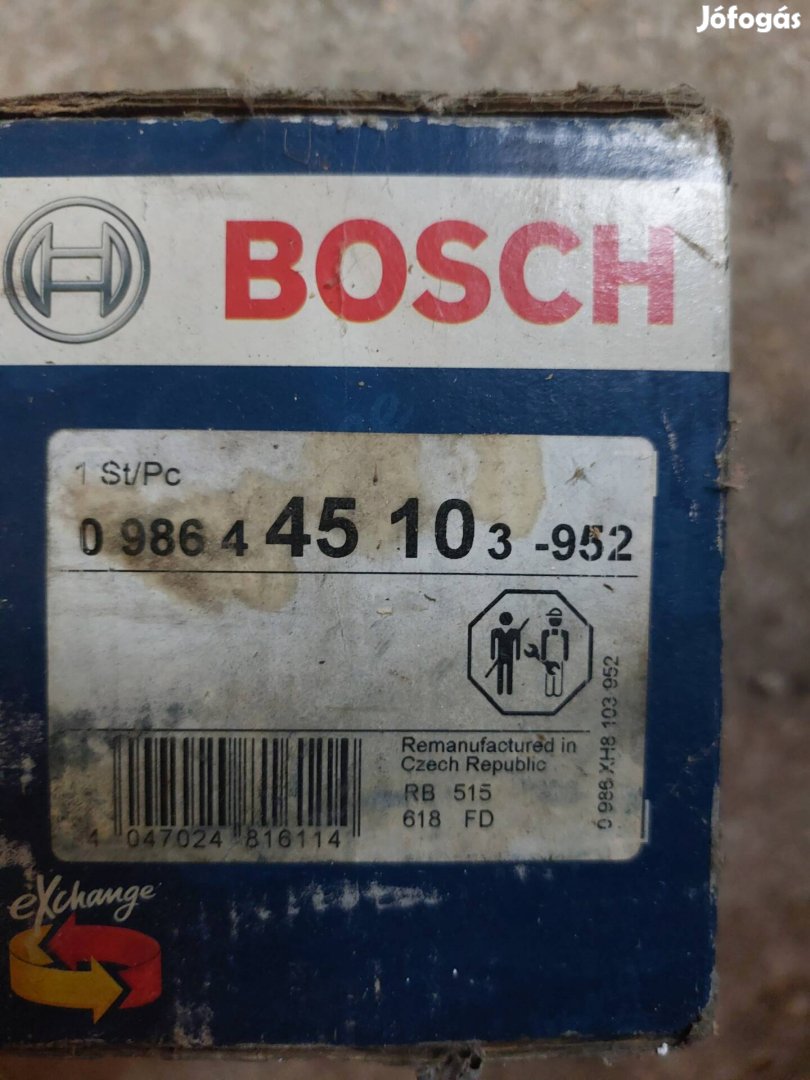 Jófogás
BOSCH
1 St/Pc
0 986 4 45 10 3 -952
Remanufactured in
Czech Republic
RB 515
618 FD
0 986 XH8 103 952
4 047024 816114
eXchange